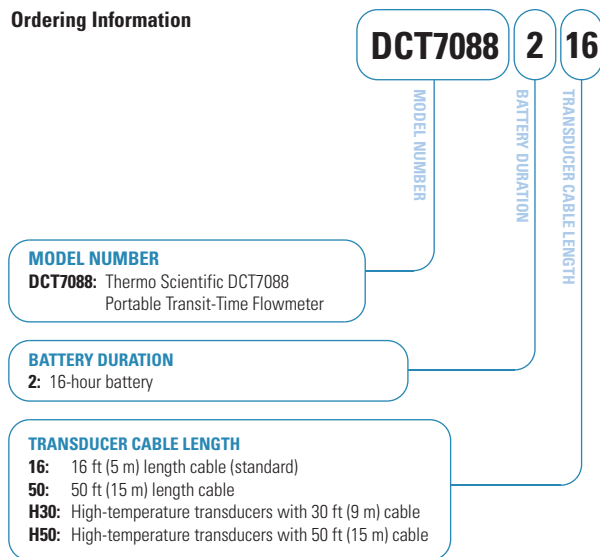 Ordering Information
DCT7088 2 16
MODEL NUMBER
BATTERY DURATION
TRANSDUCER CABLE LENGTH
MODEL NUMBER
DCT7088: Thermo Scientific DCT7088
Portable Transit-Time Flowmeter
BATTERY DURATION
2: 16-hour battery
TRANSDUCER CABLE LENGTH
16: 16 ft (5 m) length cable (standard)
50: 50 ft (15 m) length cable
H30: High-temperature transducers with 30 ft (9 m) cable
H50: High-temperature transducers with 50 ft (15 m) cable